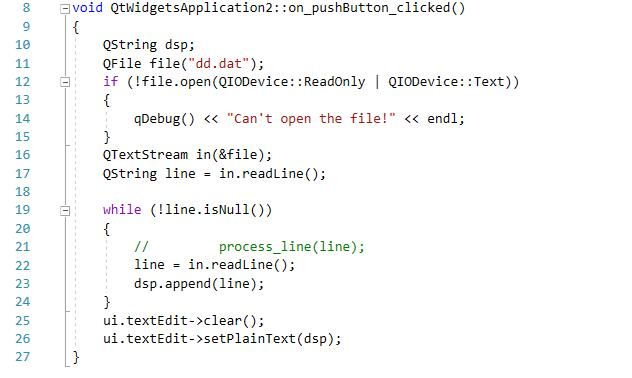 8 void QtWidgetsApplication2::on_pushButton_clicked()
9 {
10 QString dsp;
11 QFile file("dd.dat");
12 if (!file.open(QIODevice::ReadOnly | QIODevice::Text))
13 {
14 qDebug() << "Can't open the file!" << endl;
15 }
16 QTextStream in(&file);
17 QString line = in.readLine();
18
19 while (!line.isNull())
20 {
21 // process_line(line);
22 line = in.readLine();
23 dsp.append(line);
24 }
25 ui.textEdit->clear();
26 ui.textEdit->setPlainText(dsp);
27 }